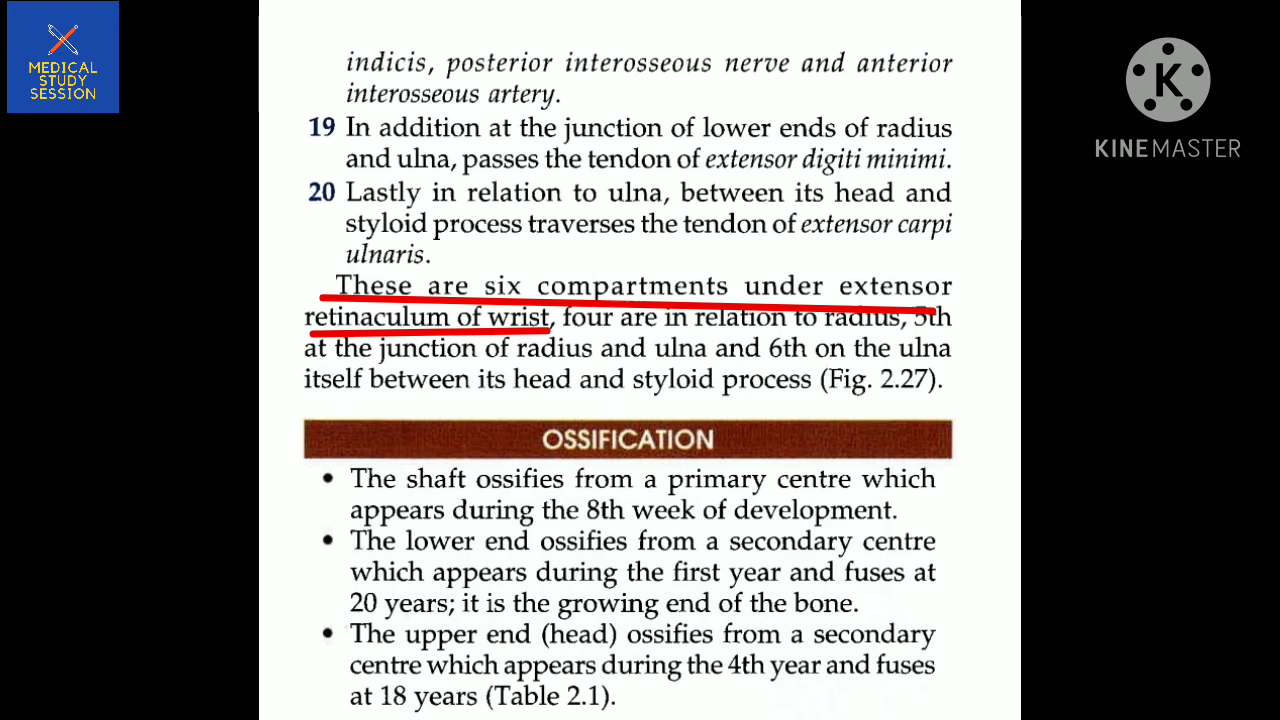 MEDICAL
STUDY
SESSION
indicis, posterior interosseous nerve and anterior
interosseous artery.
19 In addition at the junction of lower ends of radius
and ulna, passes the tendon of extensor digiti minimi.
20 Lastly in relation to ulna, between its head and
styloid process traverses the tendon of extensor carpi
ulnaris.
These are six compartments under extensor
retinaculum of wrist, four are in relation to radius, 5th
at the junction of radius and ulna and 6th on the ulna
itself between its head and styloid process (Fig. 2.27).
OSSIFICATION
• The shaft ossifies from a primary centre which
appears during the 8th week of development.
• The lower end ossifies from a secondary centre
which appears during the first year and fuses at
20 years; it is the growing end of the bone.
• The upper end (head) ossifies from a secondary
centre which appears during the 4th year and fuses
at 18 years (Table 2.1).
K
KINEMASTER